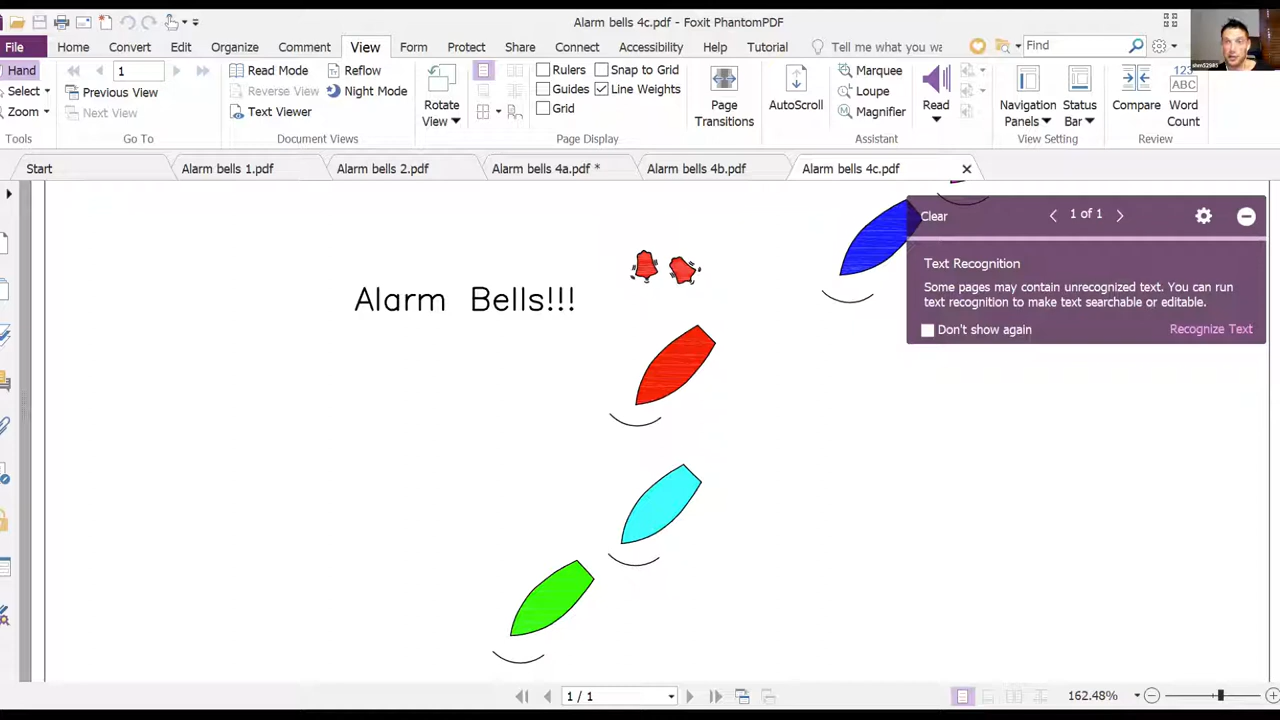 Alarm bells 4c.pdf - Foxit PhantomPDF
File Home Convert Edit Organize Comment View Form Protect Share Connect Accessibility Help Tutorial Tell me what you wa Find
shm52985
Hand 1 Read Mode Reflow Rulers Snap to Grid Marquee
Select Previous View Reverse View Night Mode Guides Line Weights Loupe
Zoom Next View Text Viewer Grid Magnifier
Rotate View Page Transitions AutoScroll Read Navigation Panels Status Bar Compare 123 ABC Word Count
Tools Go To Document Views Page Display Assistant View Setting Review
Start Alarm bells 1.pdf Alarm bells 2.pdf Alarm bells 4a.pdf * Alarm bells 4b.pdf Alarm bells 4c.pdf
Clear 1 of 1
Text Recognition
Some pages may contain unrecognized text. You can run
text recognition to make text searchable or editable.
Don't show again Recognize Text
Alarm Bells!!!
1 / 1 162.48%